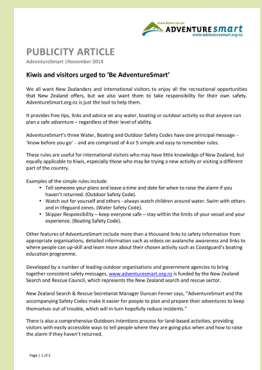 ADVENTURE smart
www.adventuresmart.org.nz
PUBLICITY ARTICLE
AdventureSmart |November 2014
Kiwis and visitors urged to 'Be AdventureSmart'
We all want New Zealanders and international visitors to enjoy all the recreational opportunities
that New Zealand offers, but we also want them to take responsibility for their own safety.
AdventureSmart.org.nz is just the tool to help them.
It provides free tips, links and advice on any water, boating or outdoor activity so that anyone can
plan a safe adventure – regardless of their level of ability.
AdventureSmart's three Water, Boating and Outdoor Safety Codes have one principal message –
'know before you go' - and are comprised of 4 or 5 simple and easy to remember rules.
These rules are useful for international visitors who may have little knowledge of New Zealand, but
equally applicable to Kiwis, especially those who may be trying a new activity or visiting a different
part of the country.
Examples of the simple rules include:
• Tell someone your plans and leave a time and date for when to raise the alarm if you
haven't returned. (Outdoor Safety Code).
• Watch out for yourself and others - always watch children around water. Swim with others
and in lifeguard zones. (Water Safety Code).
• Skipper Responsibility – keep everyone safe – stay within the limits of your vessel and your
experience. (Boating Safety Code).
Other features of AdventureSmart include more than a thousand links to safety information from
appropriate organisations, detailed information such as videos on avalanche awareness and links to
where people can up-skill and learn more about their chosen activity such as Coastguard's boating
education programme.
Developed by a number of leading outdoor organisations and government agencies to bring
together consistent safety messages, www.adventuresmart.org.nz is funded by the New Zealand
Search and Rescue Council, which represents the New Zealand search and rescue sector.
New Zealand Search & Rescue Secretariat Manager Duncan Ferner says, "AdventureSmart and the
accompanying Safety Codes make it easier for people to plan and prepare their adventures to keep
themselves out of trouble, which will in turn hopefully reduce incidents."
There is also a comprehensive Outdoors Intentions process for land-based activities, providing
visitors with easily accessible ways to tell people where they are going plus when and how to raise
the alarm if they haven't returned.
Page | 1 of 2